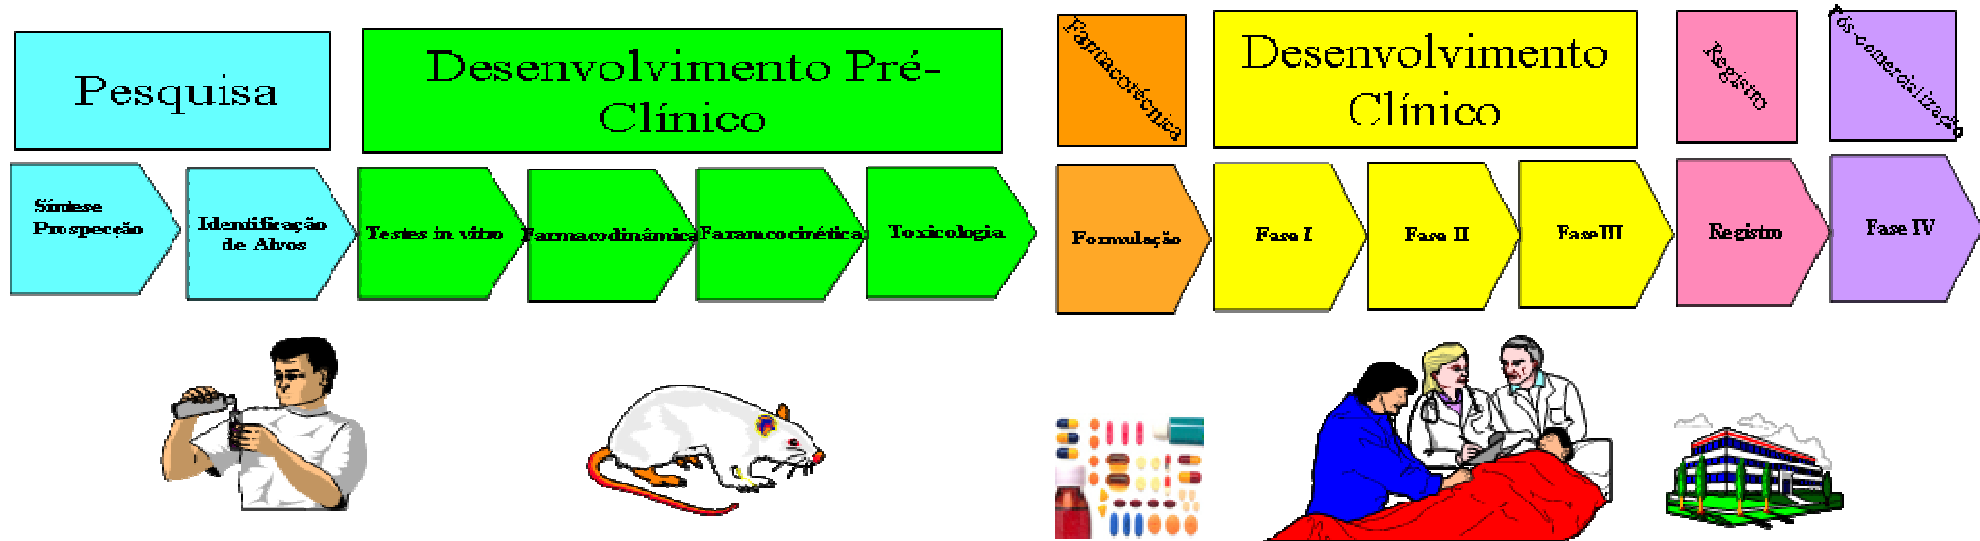 Pesquisa
Desenvolvimento Pré-
Clínico
Farmacotécnica
Desenvolvimento
Clínico
Registro
Pós-comercialização
Síntese
Prospecção
Identificação
de Alvos
Testes in vitro
Farmacodinâmica
Faramcocinética
Toxicologia
Formulação
Fase I
Fase II
Fase III
Registro
Fase IV